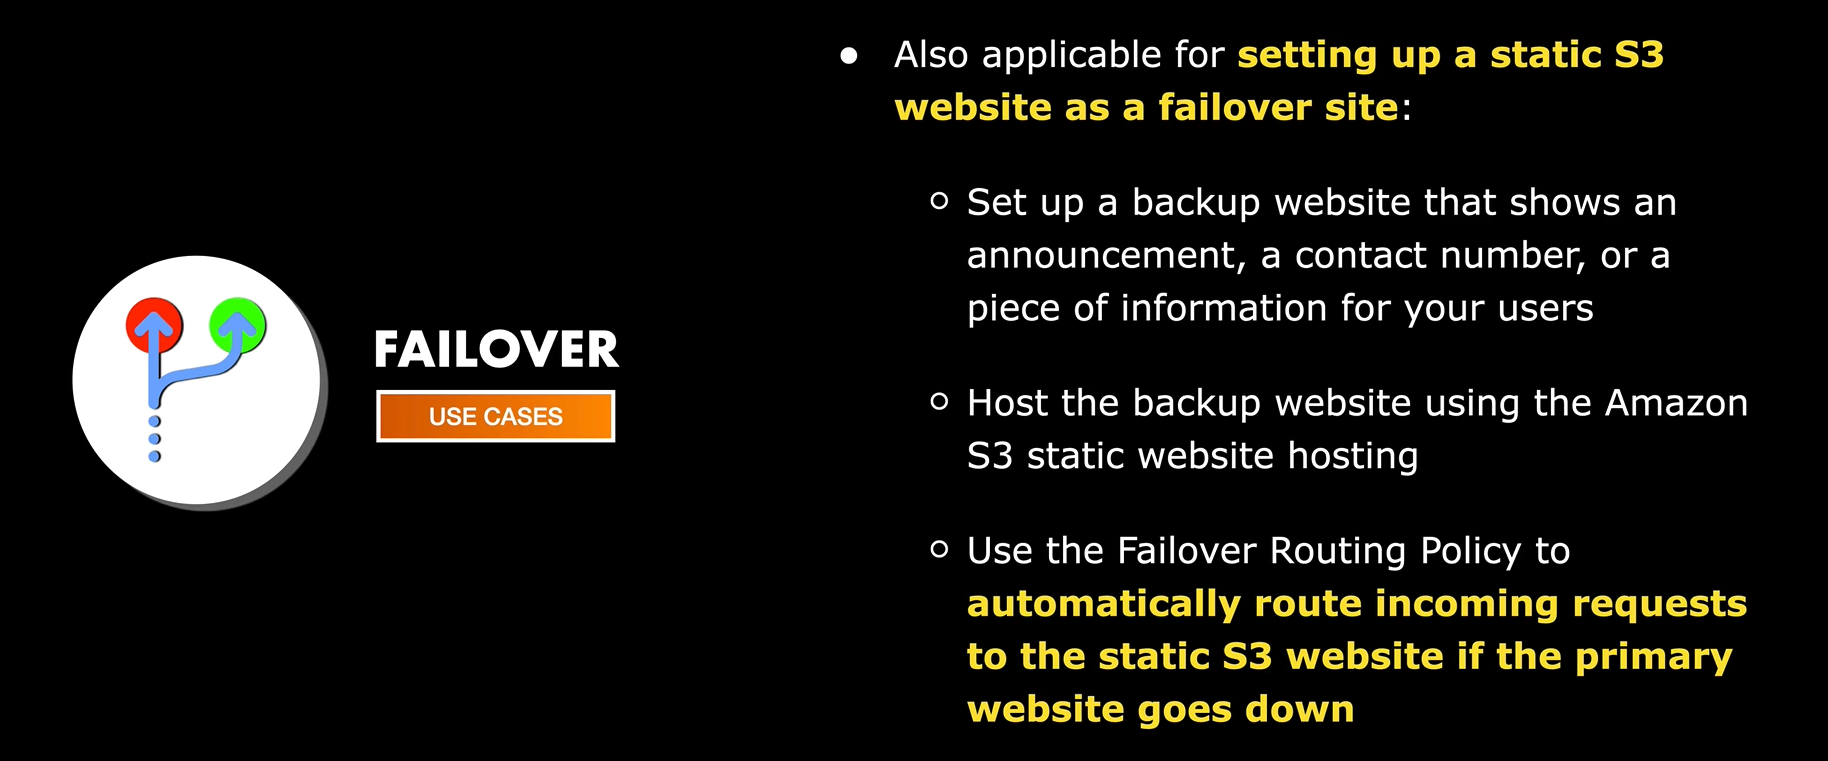 FAILOVER
USE CASES
● Also applicable for setting up a static S3
website as a failover site:
○ Set up a backup website that shows an
announcement, a contact number, or a
piece of information for your users
○ Host the backup website using the Amazon
S3 static website hosting
○ Use the Failover Routing Policy to
automatically route incoming requests
to the static S3 website if the primary
website goes down